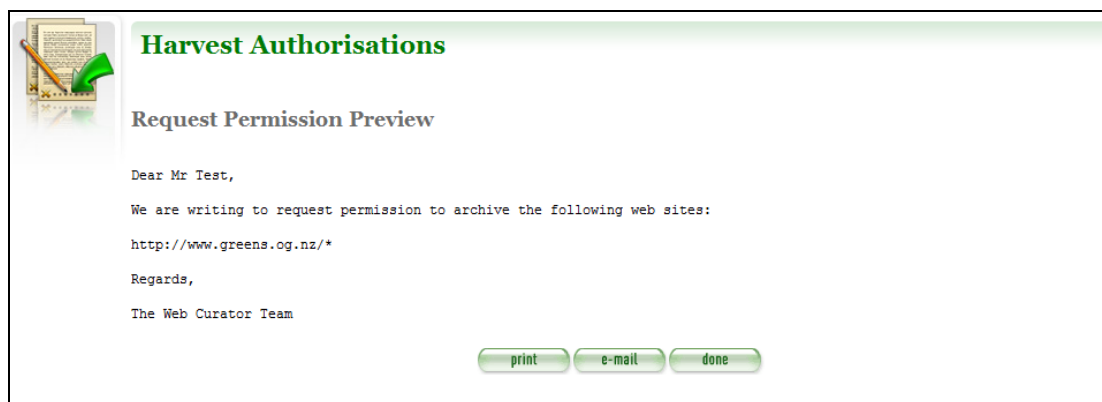 Harvest Authorisations
Request Permission Preview
Dear Mr Test,
We are writing to request permission to archive the following web sites:
http://www.greens.og.nz/*
Regards,
The Web Curator Team
print e-mail done